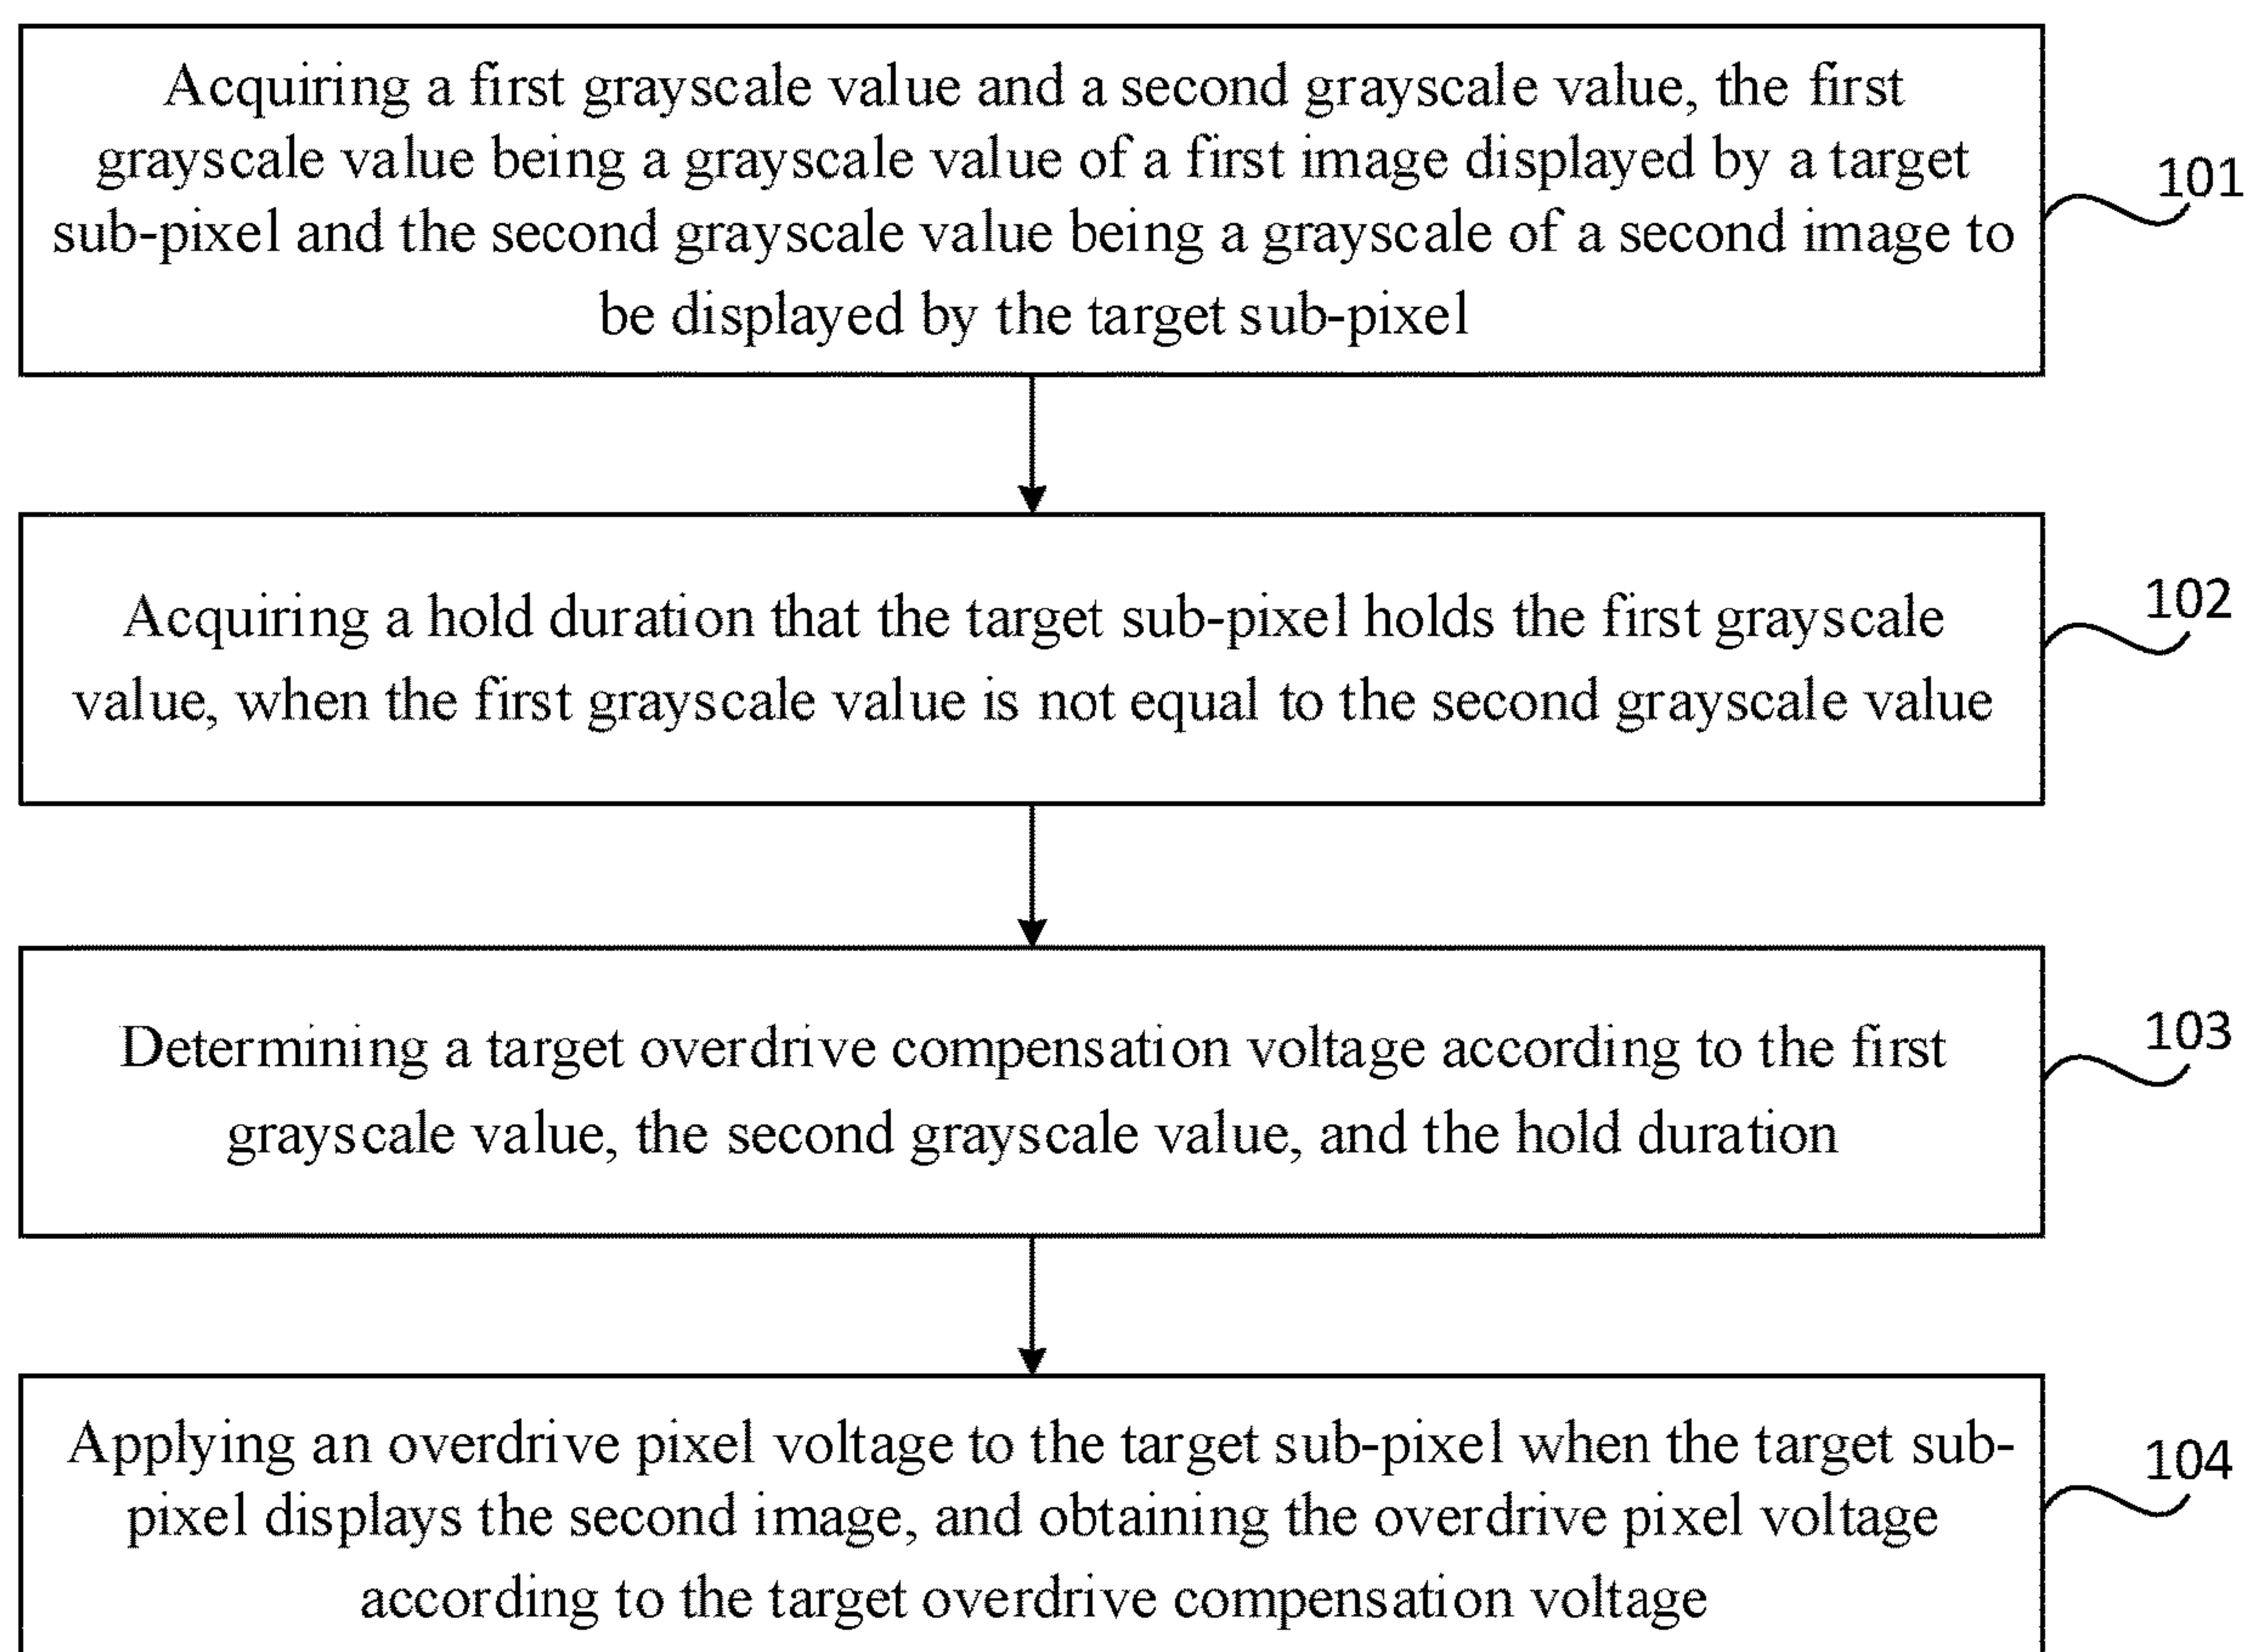 Acquiring a first grayscale value and a second grayscale value, the first
grayscale value being a grayscale value of a first image displayed by a target
sub-pixel and the second grayscale value being a grayscale of a second image to
be displayed by the target sub-pixel
101
Acquiring a hold duration that the target sub-pixel holds the first grayscale
value, when the first grayscale value is not equal to the second grayscale value
102
Determining a target overdrive compensation voltage according to the first
grayscale value, the second grayscale value, and the hold duration
103
Applying an overdrive pixel voltage to the target sub-pixel when the target sub-
pixel displays the second image, and obtaining the overdrive pixel voltage
according to the target overdrive compensation voltage
104